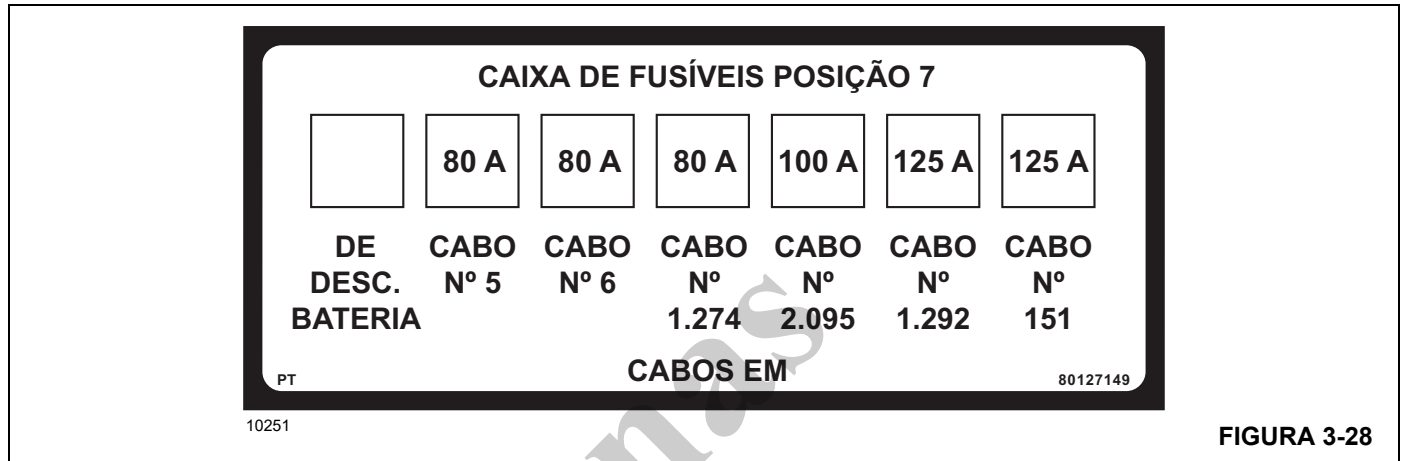 CAIXA DE FUSÍVEIS POSIÇÃO 7
80 A 80 A 80 A 100 A 125 A 125 A
DE CABO CABO CABO CABO CABO CABO
DESC. Nº 5 Nº 6 Nº Nº Nº Nº
BATERIA 1.274 2.095 1.292 151
PT CABOS EM 80127149
10251
FIGURA 3-28